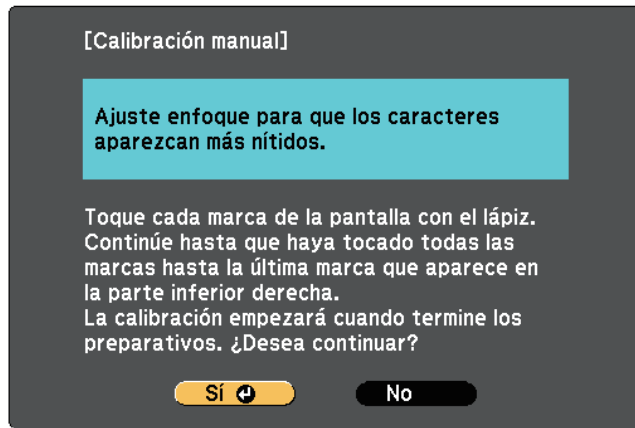 [Calibración manual]
Ajuste enfoque para que los caracteres
aparezcan más nítidos.
Toque cada marca de la pantalla con el lápiz.
Continúe hasta que haya tocado todas las
marcas hasta la última marca que aparece en
la parte inferior derecha.
La calibración empezará cuando termine los
preparativos. ¿Desea continuar?
Sí No